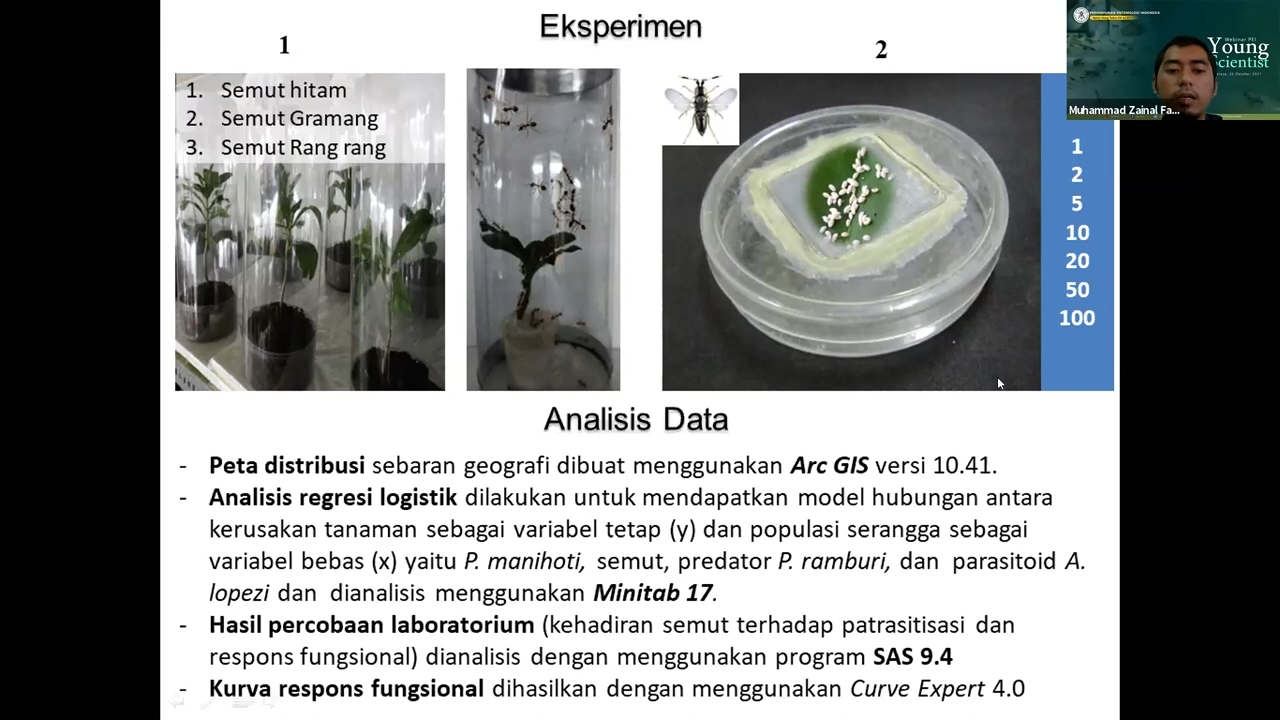 Eksperimen
1
1. Semut hitam
2. Semut Gramang
3. Semut Rang rang
2
1
2
5
10
20
50
100
PERHIMPUNAN ENTOMOLOGI INDONESIA
Webinar PEI
Young
Scientist
Muhammad Zainal Fa...
Analisis Data
- Peta distribusi sebaran geografi dibuat menggunakan Arc GIS versi 10.41.
- Analisis regresi logistik dilakukan untuk mendapatkan model hubungan antara
kerusakan tanaman sebagai variabel tetap (y) dan populasi serangga sebagai
variabel bebas (x) yaitu P. manihoti, semut, predator P. ramburi, dan parasitoid A.
lopezi dan dianalisis menggunakan Minitab 17.
- Hasil percobaan laboratorium (kehadiran semut terhadap patrasitisasi dan
respons fungsional) dianalisis dengan menggunakan program SAS 9.4
- Kurva respons fungsional dihasilkan dengan menggunakan Curve Expert 4.0